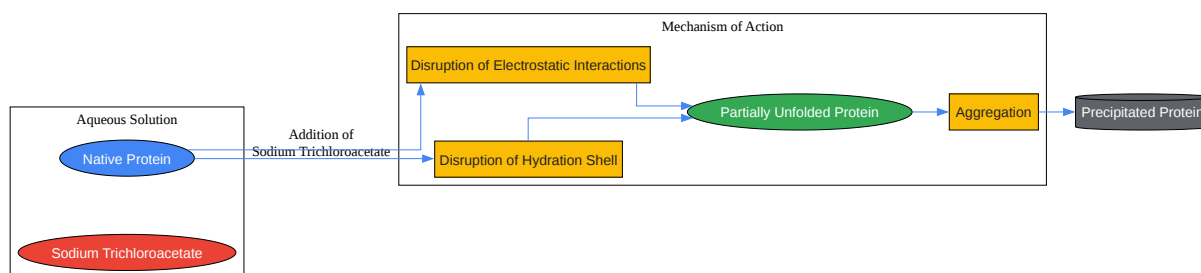 Mechanism of Action
Disruption of Electrostatic Interactions
Aqueous Solution
Native Protein
Addition of
Sodium Trichloroacetate
Disruption of Hydration Shell
Partially Unfolded Protein
Aggregation
Precipitated Protein
Sodium Trichloroacetate